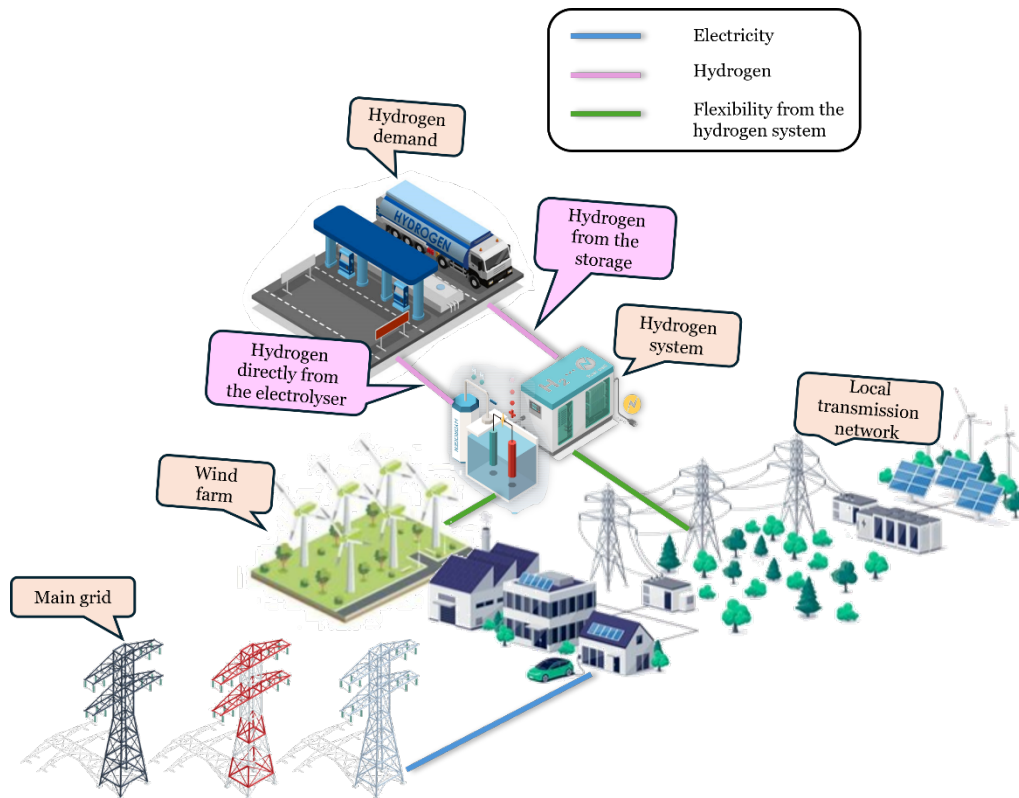 Electricity
Hydrogen
Flexibility from the
hydrogen system
Hydrogen
demand
HYDROGEN
Hydrogen
from the
storage
Hydrogen
system
Hydrogen
directly from
the electrolyser
Local
transmission
network
Wind
farm
Main grid